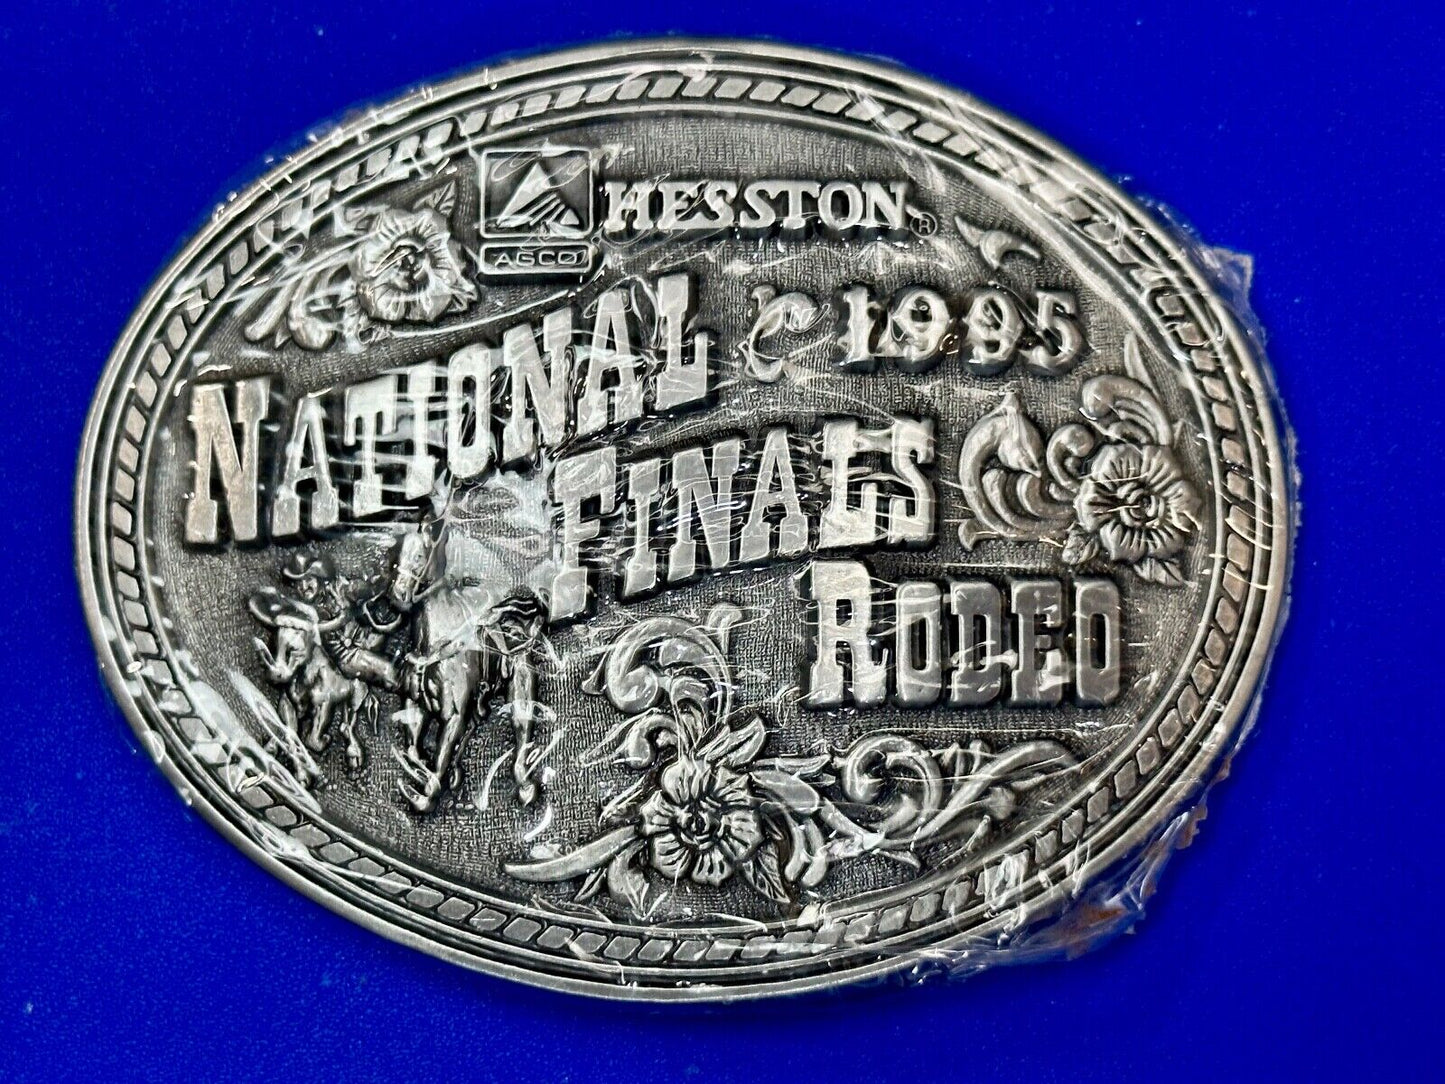 HESSTON®
AGCO
1995
NATIONAL
FINALS
RODEO